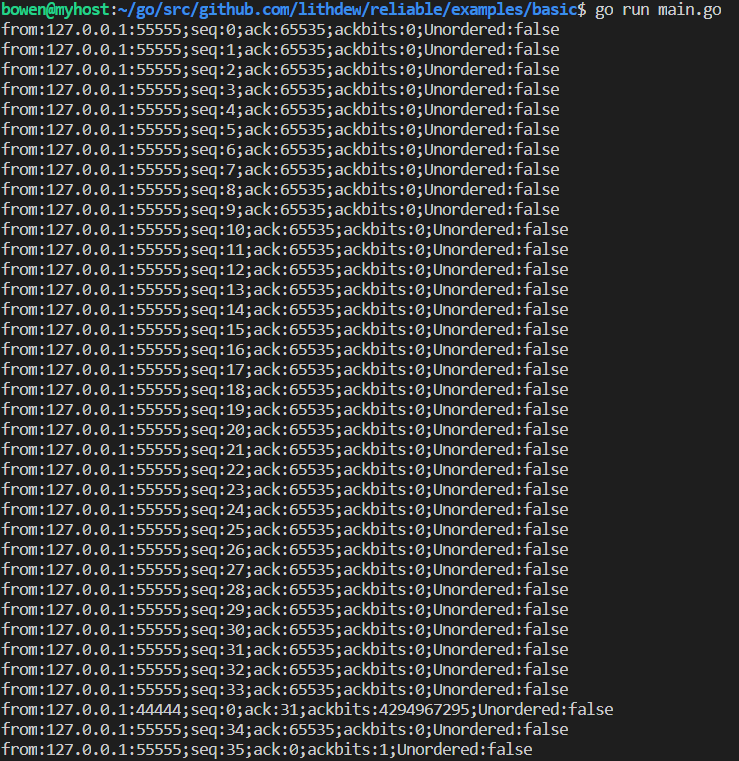 bowen@myhost:~/go/src/github.com/lithdew/reliable/examples/basic$ go run main.go
from:127.0.0.1:55555;seq:0;ack:65535;ackbits:0;Unordered:false
from:127.0.0.1:55555;seq:1;ack:65535;ackbits:0;Unordered:false
from:127.0.0.1:55555;seq:2;ack:65535;ackbits:0;Unordered:false
from:127.0.0.1:55555;seq:3;ack:65535;ackbits:0;Unordered:false
from:127.0.0.1:55555;seq:4;ack:65535;ackbits:0;Unordered:false
from:127.0.0.1:55555;seq:5;ack:65535;ackbits:0;Unordered:false
from:127.0.0.1:55555;seq:6;ack:65535;ackbits:0;Unordered:false
from:127.0.0.1:55555;seq:7;ack:65535;ackbits:0;Unordered:false
from:127.0.0.1:55555;seq:8;ack:65535;ackbits:0;Unordered:false
from:127.0.0.1:55555;seq:9;ack:65535;ackbits:0;Unordered:false
from:127.0.0.1:55555;seq:10;ack:65535;ackbits:0;Unordered:false
from:127.0.0.1:55555;seq:11;ack:65535;ackbits:0;Unordered:false
from:127.0.0.1:55555;seq:12;ack:65535;ackbits:0;Unordered:false
from:127.0.0.1:55555;seq:13;ack:65535;ackbits:0;Unordered:false
from:127.0.0.1:55555;seq:14;ack:65535;ackbits:0;Unordered:false
from:127.0.0.1:55555;seq:15;ack:65535;ackbits:0;Unordered:false
from:127.0.0.1:55555;seq:16;ack:65535;ackbits:0;Unordered:false
from:127.0.0.1:55555;seq:17;ack:65535;ackbits:0;Unordered:false
from:127.0.0.1:55555;seq:18;ack:65535;ackbits:0;Unordered:false
from:127.0.0.1:55555;seq:19;ack:65535;ackbits:0;Unordered:false
from:127.0.0.1:55555;seq:20;ack:65535;ackbits:0;Unordered:false
from:127.0.0.1:55555;seq:21;ack:65535;ackbits:0;Unordered:false
from:127.0.0.1:55555;seq:22;ack:65535;ackbits:0;Unordered:false
from:127.0.0.1:55555;seq:23;ack:65535;ackbits:0;Unordered:false
from:127.0.0.1:55555;seq:24;ack:65535;ackbits:0;Unordered:false
from:127.0.0.1:55555;seq:25;ack:65535;ackbits:0;Unordered:false
from:127.0.0.1:55555;seq:26;ack:65535;ackbits:0;Unordered:false
from:127.0.0.1:55555;seq:27;ack:65535;ackbits:0;Unordered:false
from:127.0.0.1:55555;seq:28;ack:65535;ackbits:0;Unordered:false
from:127.0.0.1:55555;seq:29;ack:65535;ackbits:0;Unordered:false
from:127.0.0.1:55555;seq:30;ack:65535;ackbits:0;Unordered:false
from:127.0.0.1:55555;seq:31;ack:65535;ackbits:0;Unordered:false
from:127.0.0.1:55555;seq:32;ack:65535;ackbits:0;Unordered:false
from:127.0.0.1:55555;seq:33;ack:65535;ackbits:0;Unordered:false
from:127.0.0.1:44444;seq:0;ack:31;ackbits:4294967295;Unordered:false
from:127.0.0.1:55555;seq:34;ack:65535;ackbits:0;Unordered:false
from:127.0.0.1:55555;seq:35;ack:0;ackbits:1;Unordered:false